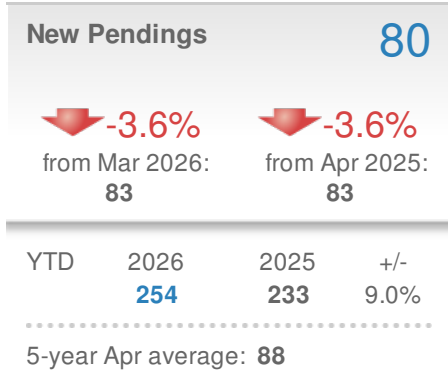 New Pendings 80
-3.6% -3.6%
from Mar 2026: from Apr 2025:
83 83
YTD 2026 2025 +/-
254 233 9.0%
5-year Apr average: 88